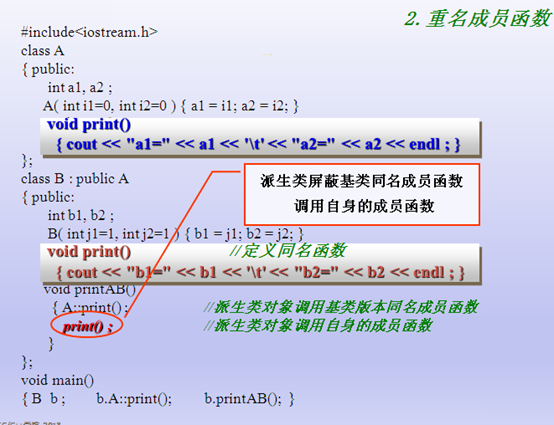 2.重名成员函数
#include<iostream.h>
class A
{ public:
int a1, a2 ;
A( int i1=0, int i2=0 ) { a1 = i1; a2 = i2; }
void print()
{ cout << "a1=" << a1 << '\t' << "a2=" << a2 << endl ; }
};
class B : public A
{ public:
int b1, b2 ;
B( int j1=1, int j2=1 ) { b1 = j1; b2 = j2; }
派生类屏蔽基类同名成员函数
调用自身的成员函数
void print() //定义同名函数
{ cout << "b1=" << b1 << '\t' << "b2=" << b2 << endl ; }
void printAB()
{ A::print() ; //派生类对象调用基类版本同名成员函数
print() ; //派生类对象调用自身的成员函数
}
};
void main()
{ B b ; b.A::print(); b.printAB(); }